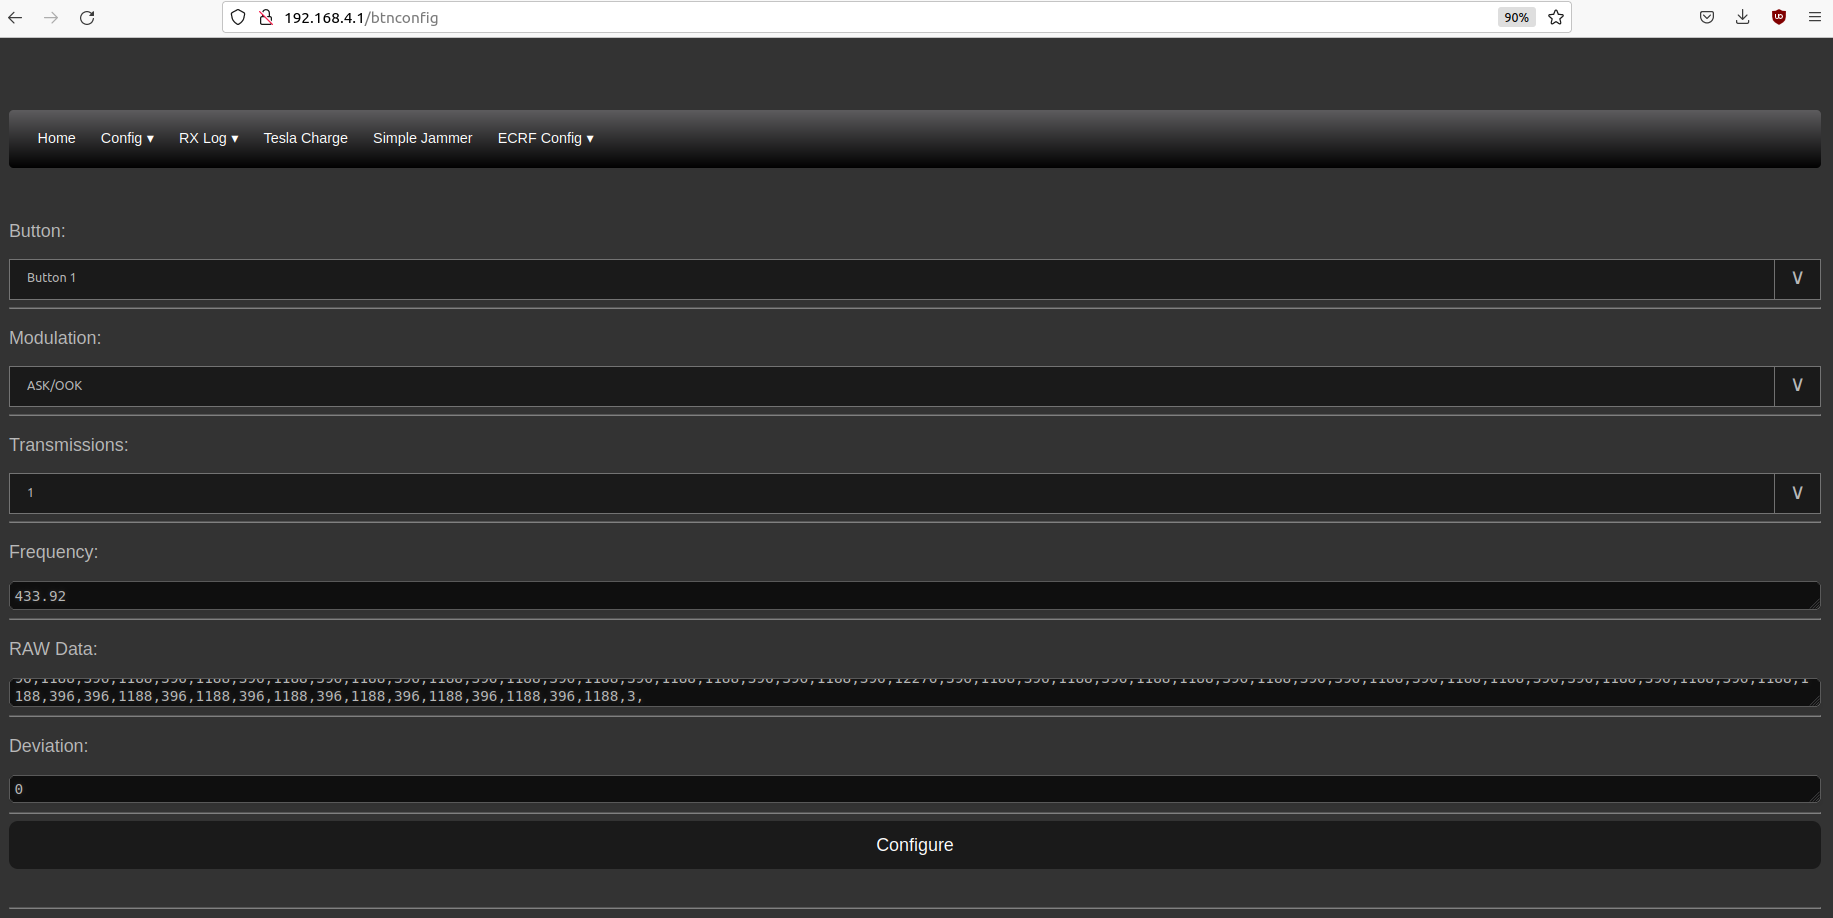 192.168.4.1/btnconfig
90%
Home Config ▾ RX Log ▾ Tesla Charge Simple Jammer ECRF Config ▾
Button:
Button 1
Modulation:
ASK/OOK
Transmissions:
1
Frequency:
433.92
RAW Data:
188,396,396,1188,396,1188,396,1188,396,1188,396,1188,396,1188,396,1188,3,
Deviation:
0
Configure